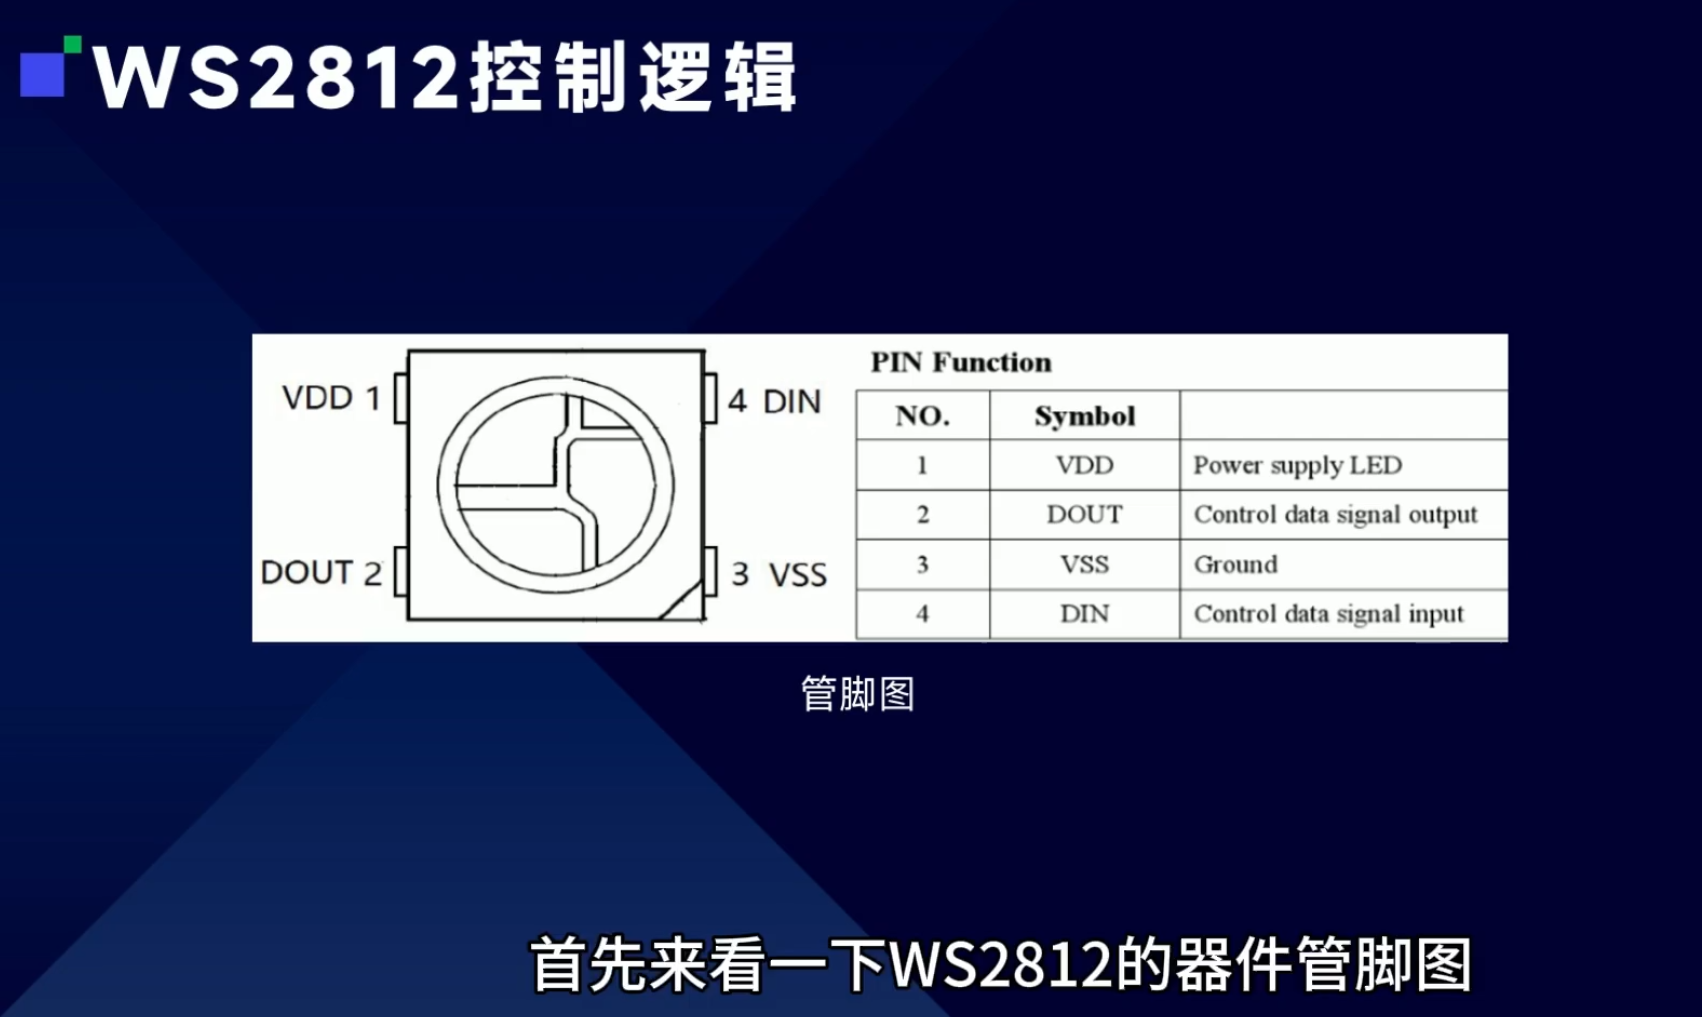 WS2812控制逻辑
VDD 1
4 DIN
DOUT 2
3 VSS
PIN Function
NO. Symbol
1 VDD Power supply LED
2 DOUT Control data signal output
3 VSS Ground
4 DIN Control data signal input
管脚图
首先来看一下WS2812的器件管脚图